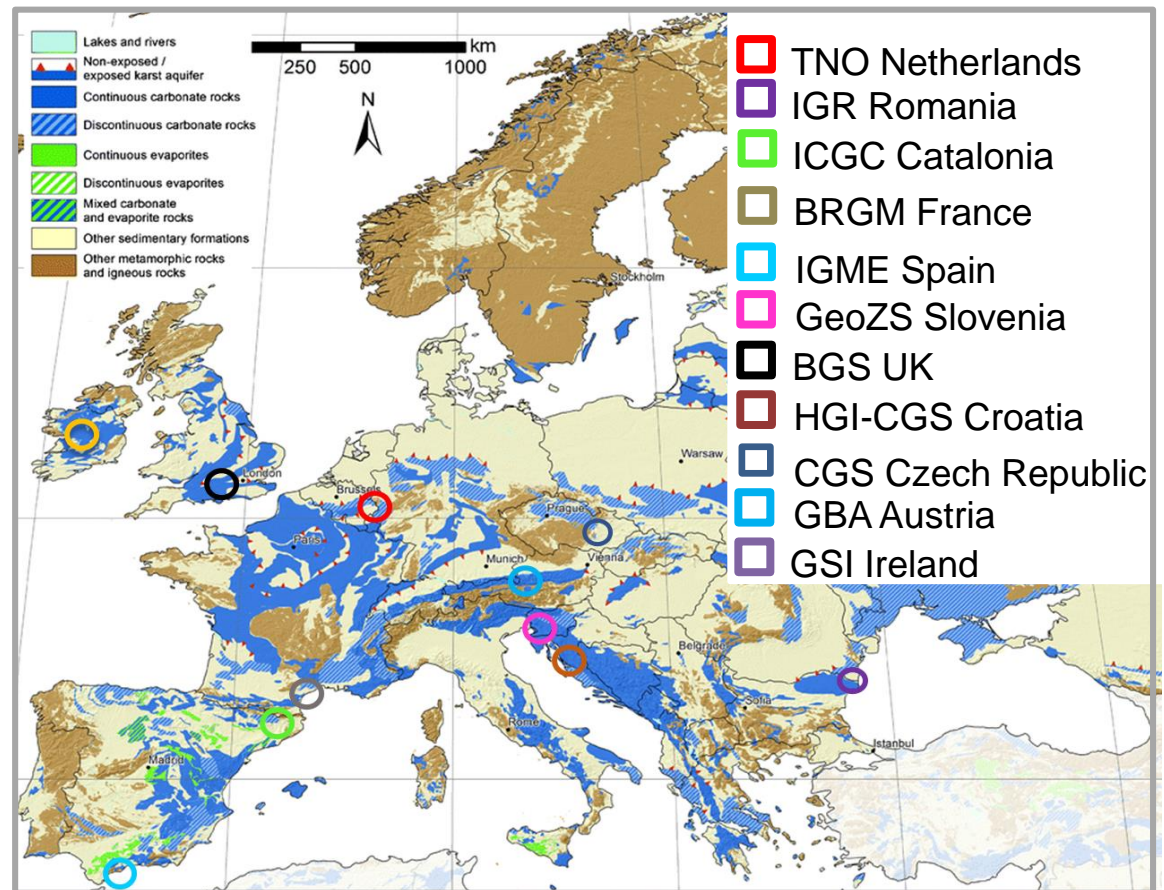 Lakes and rivers
Non-exposed /
exposed karst aquifer
Continuous carbonate rocks
Discontinuous carbonate rocks
Continuous evaporites
Discontinuous evaporites
Mixed carbonate
and evaporite rocks
Other sedimentary formations
Other metamorphic rocks
and igneous rocks
km
250 500 1000
N
TNO Netherlands
IGR Romania
ICGC Catalonia
BRGM France
IGME Spain
GeoZS Slovenia
BGS UK
HGI-CGS Croatia
CGS Czech Republic
GBA Austria
GSI Ireland
Stockholm
Warsaw
London
Brussels
Prague
Paris
Munich
Vienna
Belgrade
Sofia
Rome
Istanbul
Madrid